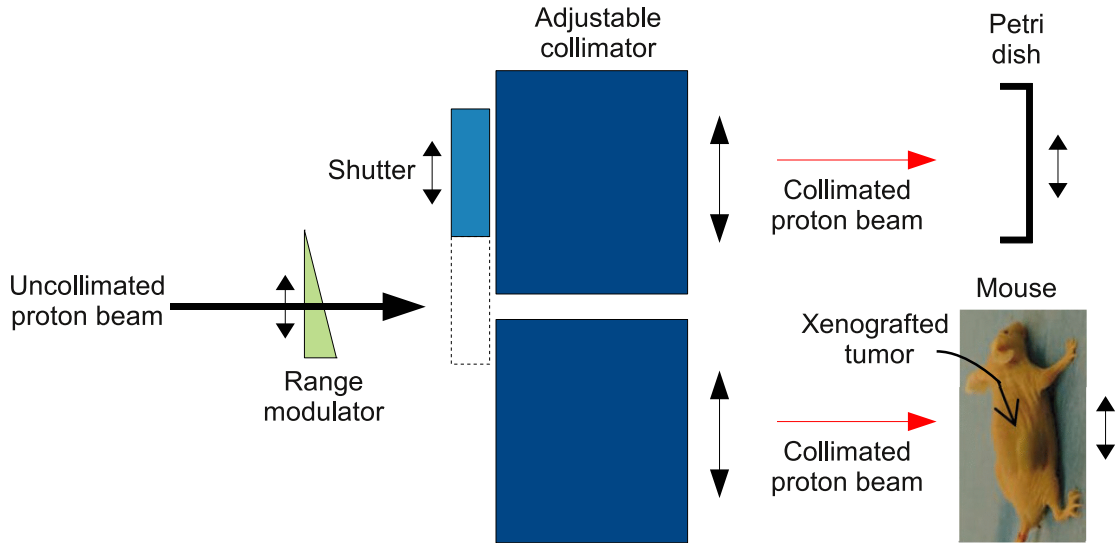 Adjustable
collimator
Petri
dish
Shutter
Collimated
proton beam
Uncollimated
proton beam
Range
modulator
Mouse
Xenografted
tumor
Collimated
proton beam